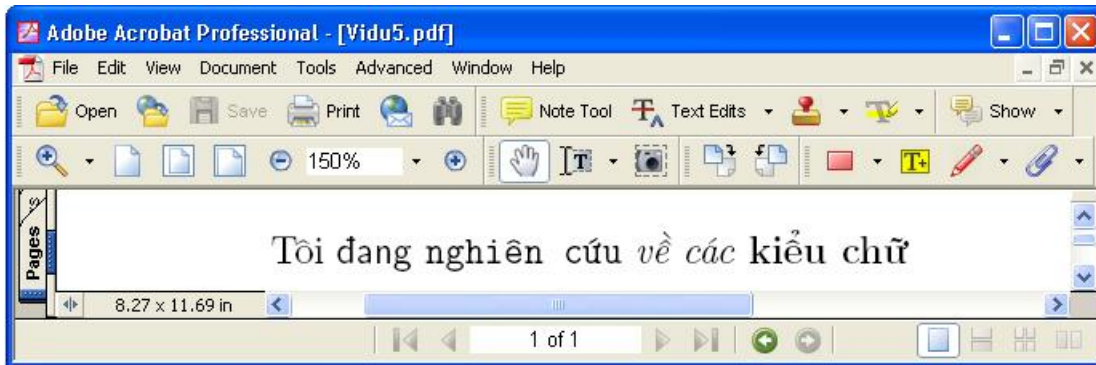 Adobe Acrobat Professional - [Vidu5.pdf]
File Edit View Document Tools Advanced Window Help
Open Save Print Note Tool Text Edits Show
150%
Pages
Tôi đang nghiên cứu về các kiểu chữ
8.27 x 11.69 in
1 of 1